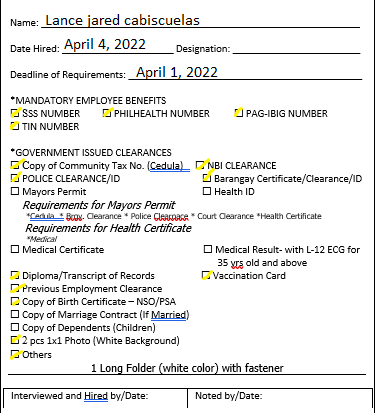 Name: Lance jared cabiscuelas
Date Hired: April 4, 2022 Designation:
Deadline of Requirements: April 1, 2022
*MANDATORY EMPLOYEE BENEFITS
SSS NUMBER PHILHEALTH NUMBER PAG-IBIG NUMBER
TIN NUMBER
*GOVERNMENT ISSUED CLEARANCES
Copy of Community Tax No. (Cedula) NBI CLEARANCE
POLICE CLEARANCE/ID Barangay Certificate/Clearance/ID
Mayors Permit Health ID
Requirements for Mayors Permit
*Cedula * Brgy. Clearance * Police Clearnace * Court Clearance *Health Certificate
Requirements for Health Certificate
*Medical
Medical Certificate Medical Result- with L-12 ECG for
35 yrs old and above
Diploma/Transcript of Records Vaccination Card
Previous Employment Clearance
Copy of Birth Certificate – NSO/PSA
Copy of Marriage Contract (If Married)
Copy of Dependents (Children)
2 pcs 1x1 Photo (White Background)
Others
1 Long Folder (white color) with fastener
Interviewed and Hired by/Date: Noted by/Date: